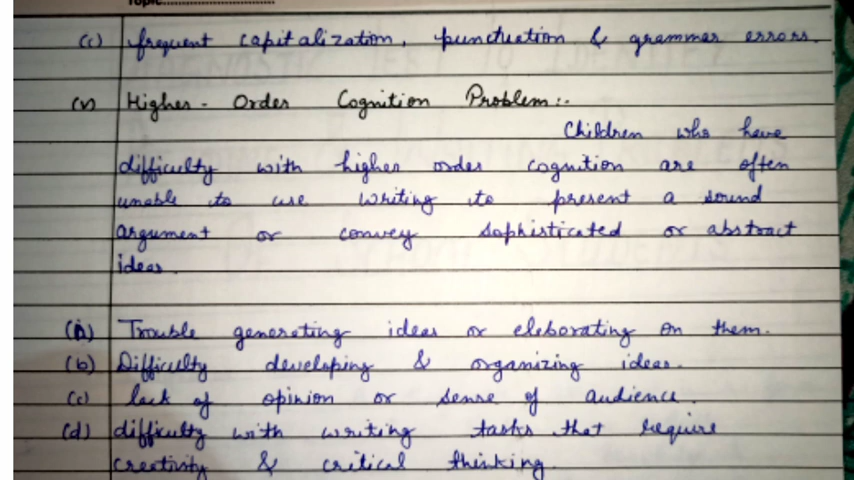 Topic
(c) frequent capitalization, punctuation & grammar errors.
(v) Higher - Order Cognition Problem:-
Children who have
difficulty with higher order cognition are often
unable to use writing to present a sound
argument or convey sophisticated or abstract
ideas.
(a) Trouble generating ideas or eleborating on them.
(b) Difficulty developing & organizing ideas.
(c) lack of opinion or sense of audience.
(d) difficulty with writing tasks that require
creativity & critical thinking.